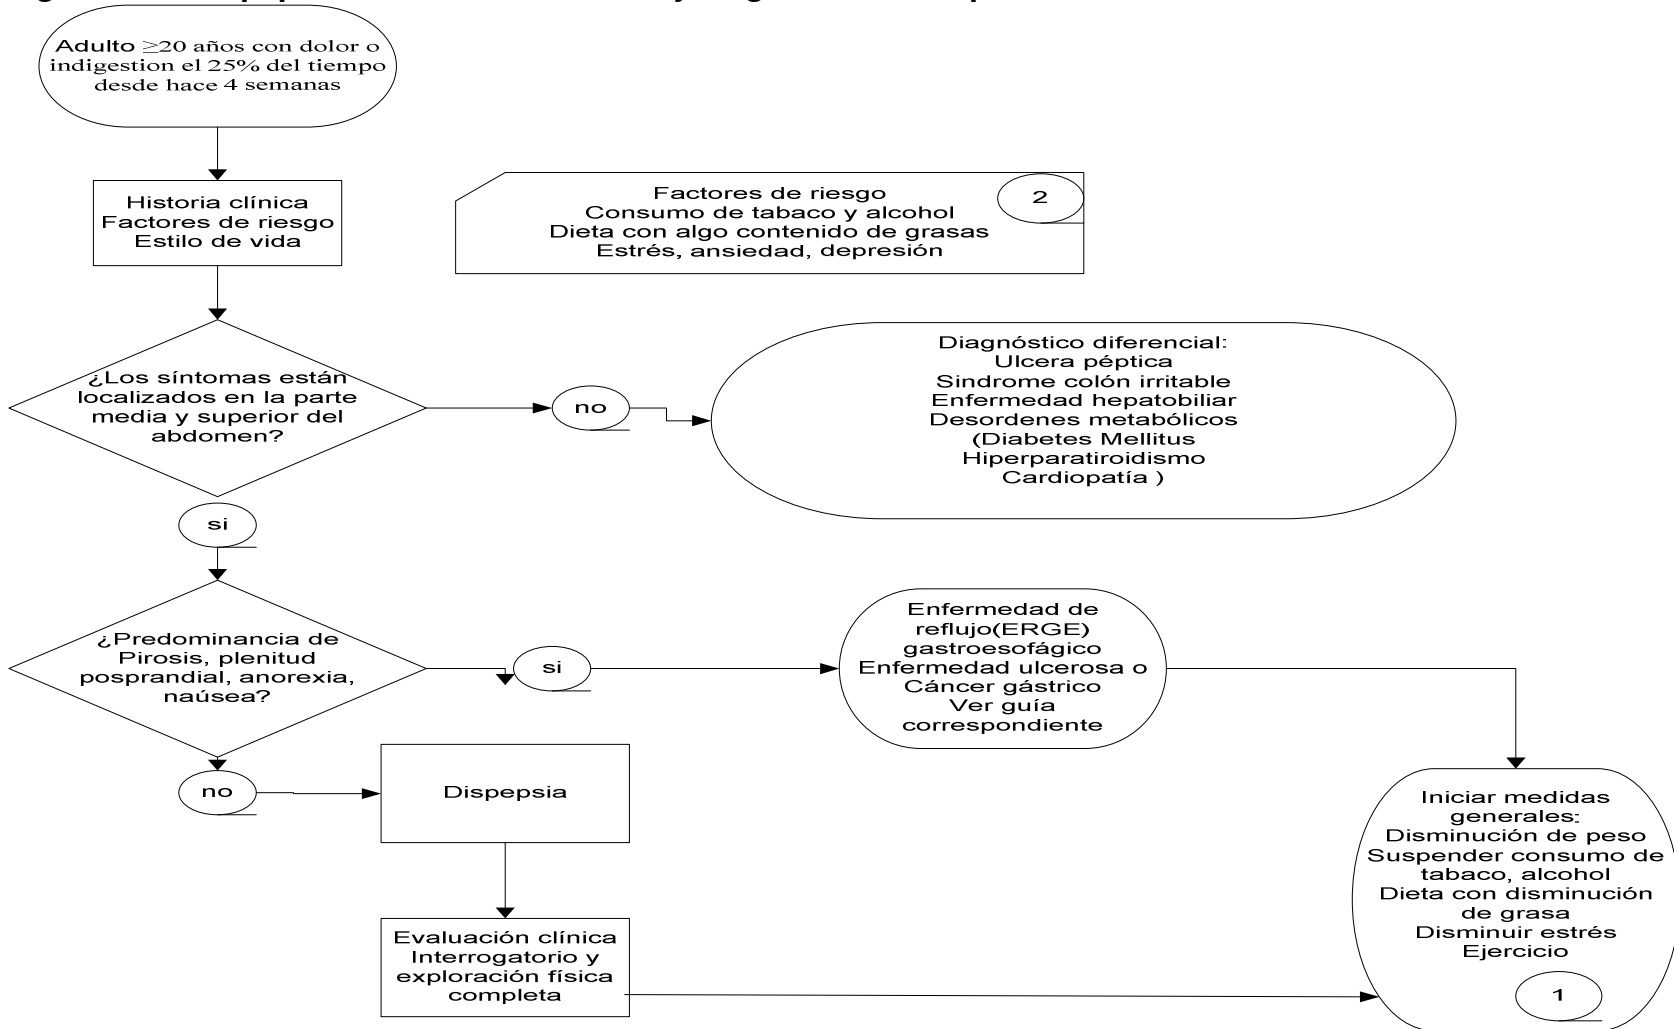 Adulto ≥20 años con dolor o
indigestion el 25% del tiempo
desde hace 4 semanas
Historia clínica
Factores de riesgo
Estilo de vida
Factores de riesgo
Consumo de tabaco y alcohol
Dieta con algo contenido de grasas
Estrés, ansiedad, depresión
2
¿Los síntomas están
localizados en la parte
media y superior del
abdomen?
no
Diagnóstico diferencial:
Ulcera péptica
Sindrome colón irritable
Enfermedad hepatobiliar
Desordenes metabólicos
(Diabetes Mellitus
Hiperparatiroidismo
Cardiopatía )
si
¿Predominancia de
Pirosis, plenitud
posprandial, anorexia,
naúsea?
si
Enfermedad de
reflujo(ERGE)
gastroesofágico
Enfermedad ulcerosa o
Cáncer gástrico
Ver guía
correspondiente
no
Dispepsia
Evaluación clínica
Interrogatorio y
exploración física
completa
Iniciar medidas
generales:
Disminución de peso
Suspender consumo de
tabaco, alcohol
Dieta con disminución
de grasa
Disminuir estrés
Ejercicio
1